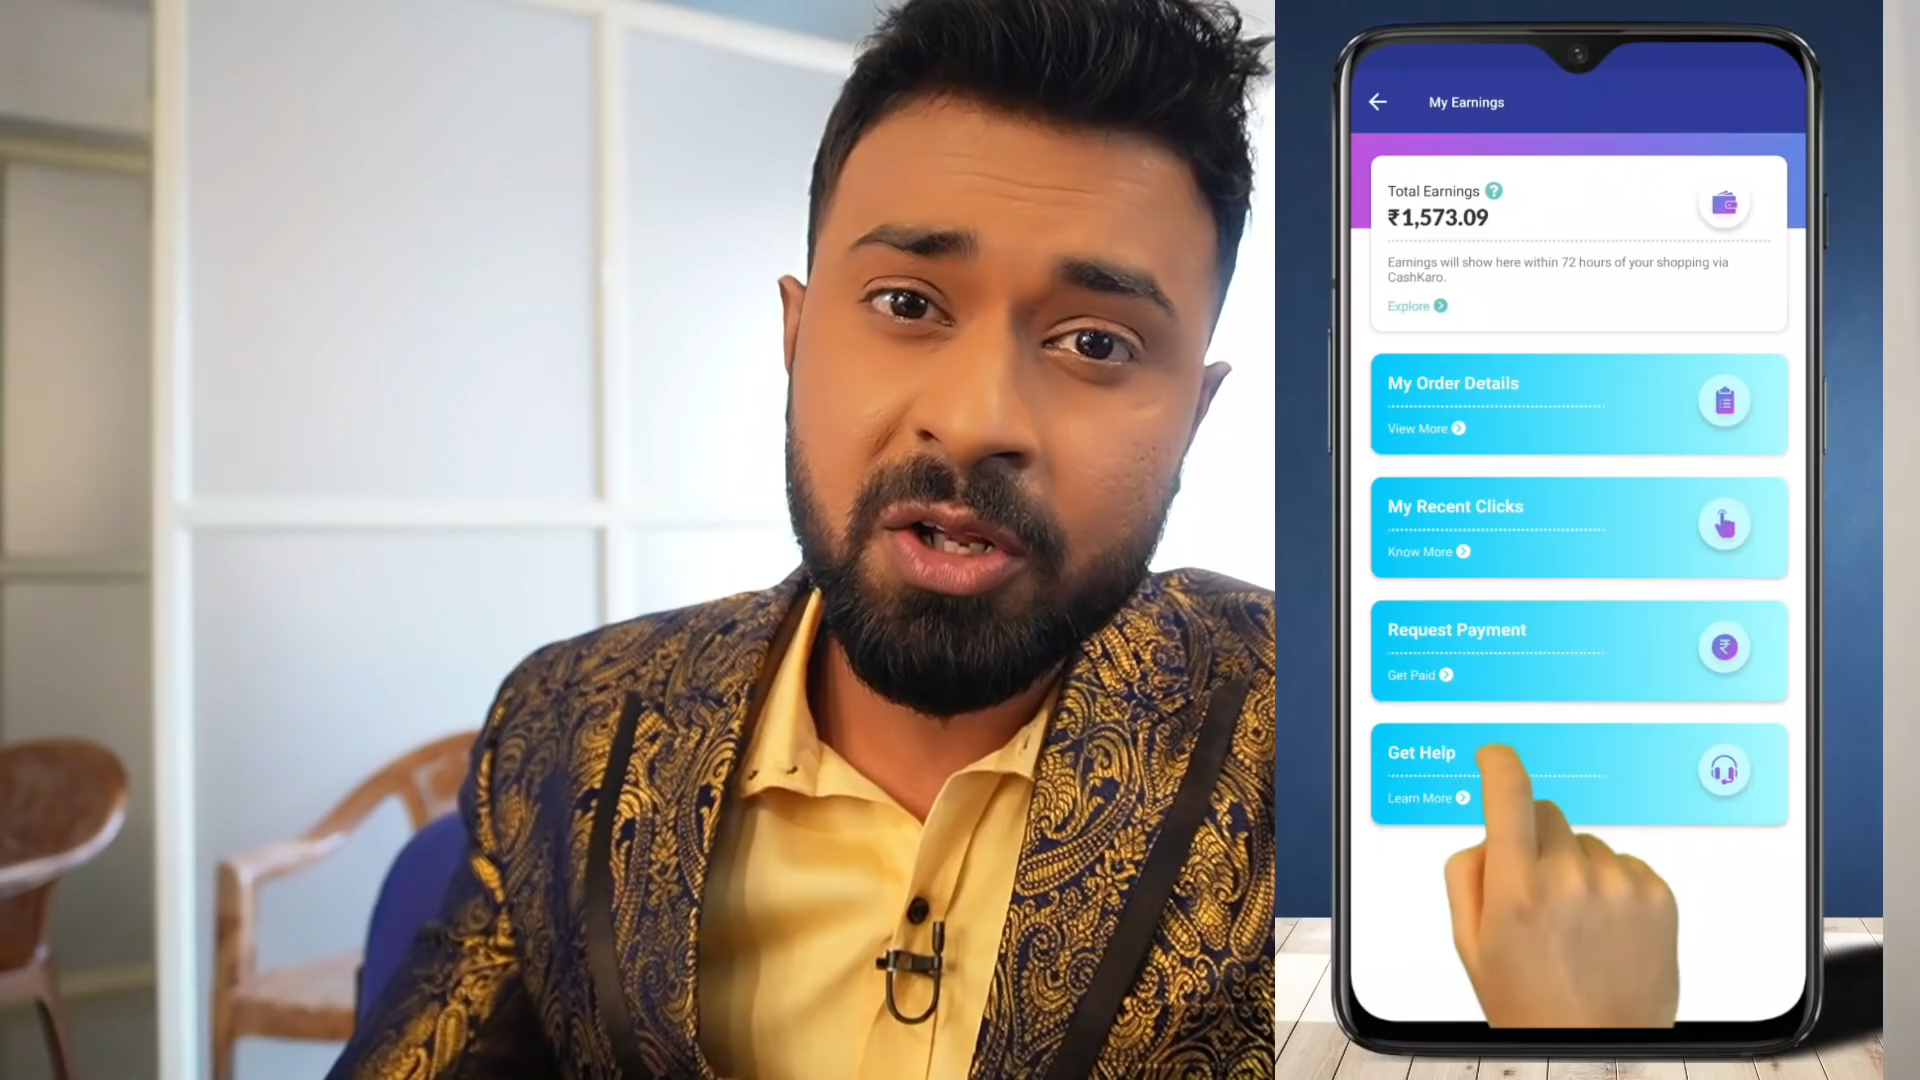 My Earnings
Total Earnings ?
₹1,573.09
Earnings will show here within 72 hours of your shopping via
CashKaro.
Explore
My Order Details
View More
My Recent Clicks
Know More
Request Payment
₹
Get Paid
Get Help
Learn More